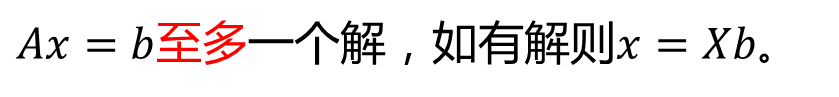 Ax = b至多一个解，如有解则x = Xb。